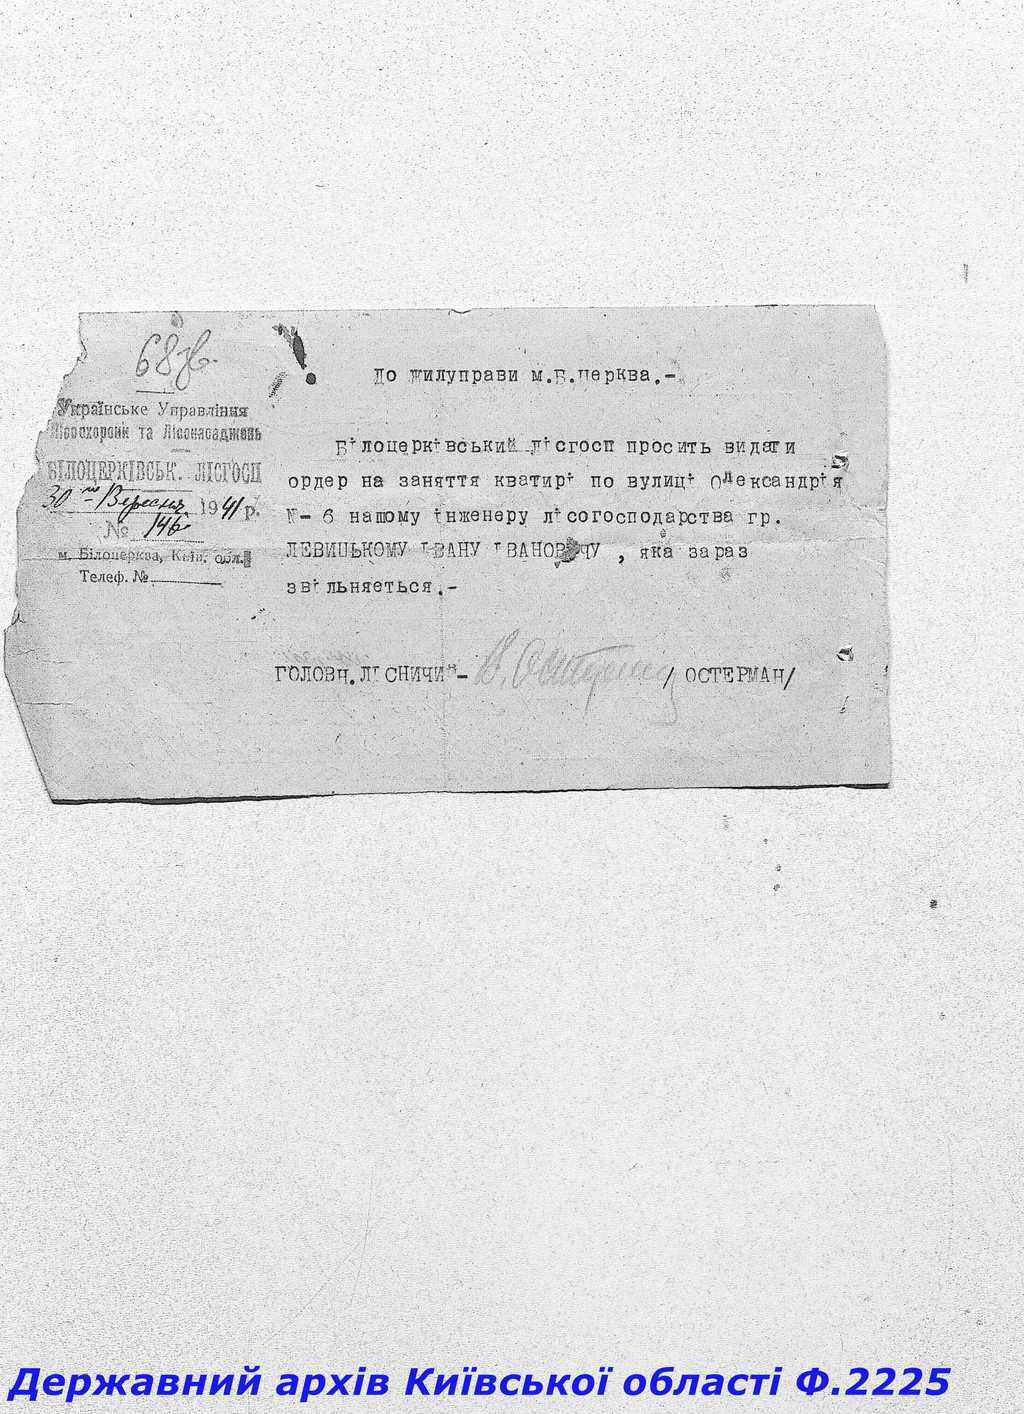 68
Українське Управління
Лісоохорони та Лісонасаджень
БІЛОЦЕРКІВСЬК. ЛІСГОСП
30 го Вересня 1941 р.
№ 146
м. Білоцерква, Київ. обл.
Телеф. №
До жилуправи м.Б.Церква.-
Білоцерківський лісгосп просить видати
ордер на заняття кватирі по вулиці Олександрія
№- 6 нашому інженеру лісогосподарства гр.
ЛЕВИЦЬКОМУ ІВАНУ ІВАНОВИЧУ , яка зараз
звільняеться.-
ГОЛОВН.ЛІСНИЧИЙ- /ОСТЕРМАН/
Державний архів Київської області Ф.2225